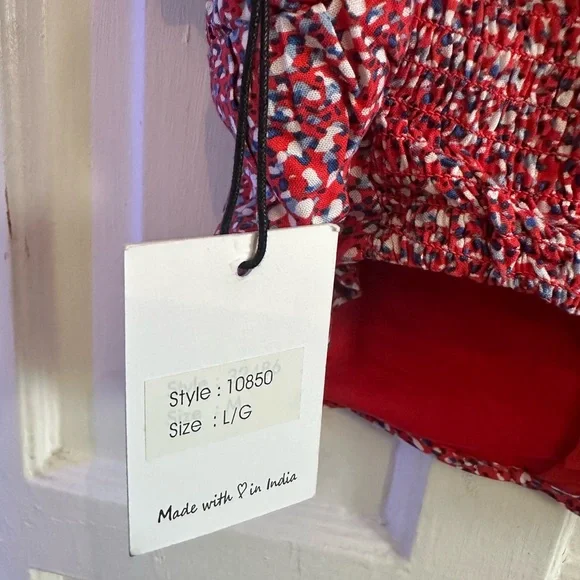 Style : 10850
Size : L/G
Made with ♡ in India